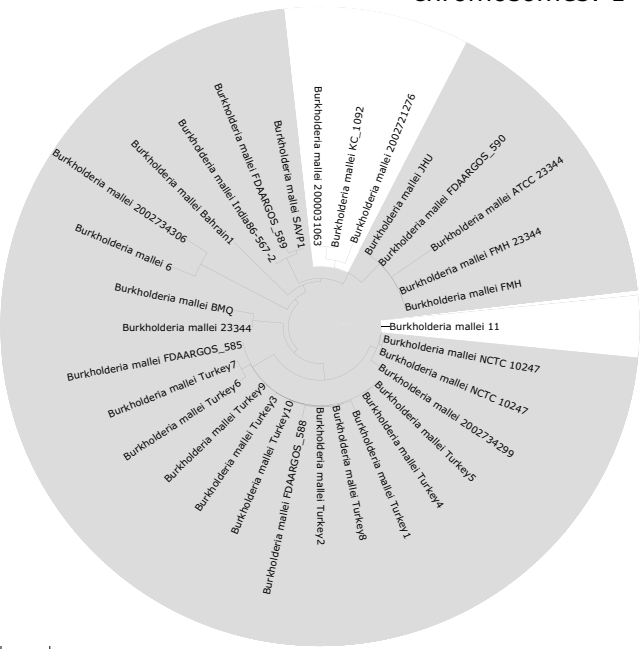 Burkholderia mallei 2000031063
Burkholderia mallei KC_1092
Burkholderia mallei 2002721276
Burkholderia mallei JHU
Burkholderia mallei FDAARGOS_590
Burkholderia mallei ATCC 23344
Burkholderia mallei FMH 23344
Burkholderia mallei FMH
Burkholderia mallei 11
Burkholderia mallei NCTC 10247
Burkholderia mallei NCTC 10247
Burkholderia mallei 2002734299
Burkholderia mallei Turkey5
Burkholderia mallei Turkey4
Burkholderia mallei Turkey1
Burkholderia mallei Turkey8
Burkholderia mallei Turkey2
Burkholderia mallei FDAARGOS_588
Burkholderia mallei Turkey10
Burkholderia mallei Turkey3
Burkholderia mallei Turkey9
Burkholderia mallei Turkey6
Burkholderia mallei Turkey7
Burkholderia mallei FDAARGOS_585
Burkholderia mallei 23344
Burkholderia mallei BMQ
Burkholderia mallei 6
Burkholderia mallei 2002734306
Burkholderia mallei Bahrain1
Burkholderia mallei India86-567-2
Burkholderia mallei FDAARGOS_589
Burkholderia mallei SAVP1